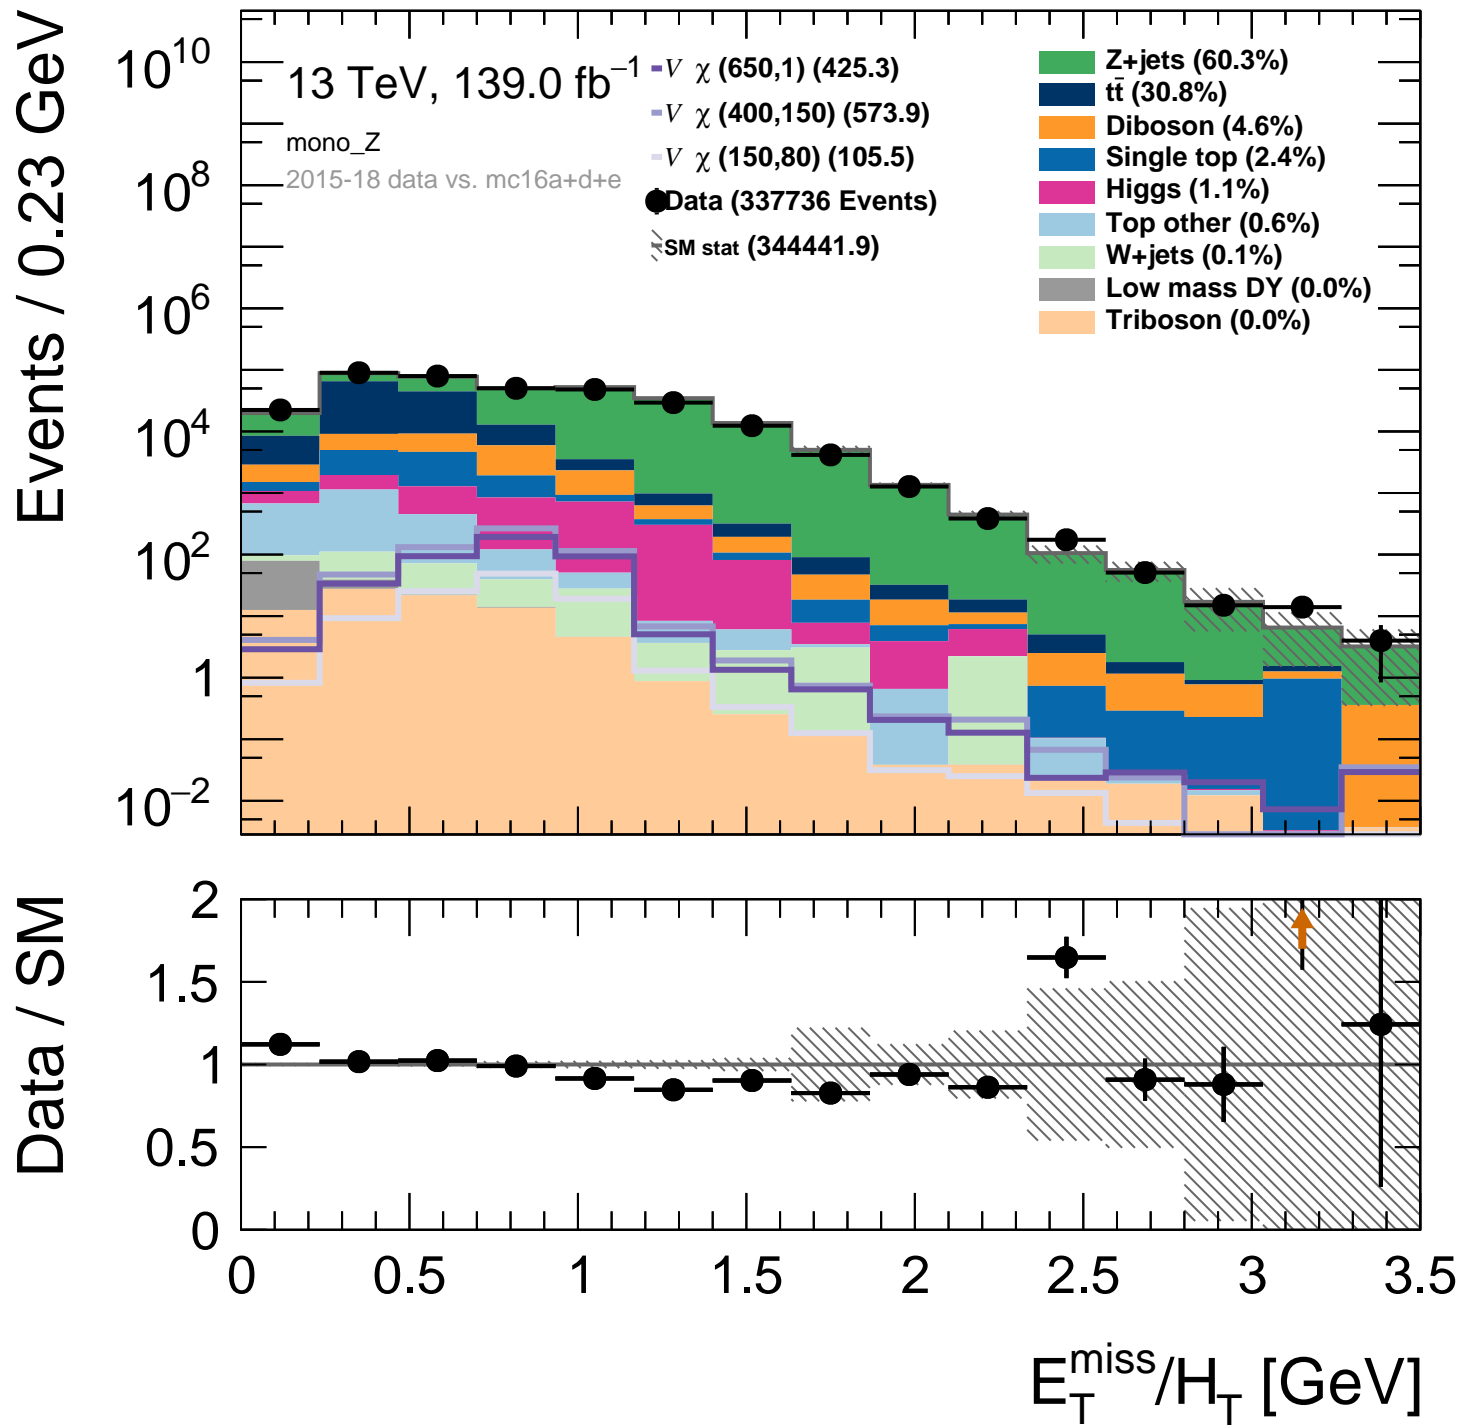 Events / 0.23 GeV
10¹⁰
10⁸
10⁶
10⁴
10²
1
10⁻²
13 TeV, 139.0 fb⁻¹
mono_Z
2015-18 data vs. mc16a+d+e
V χ (650,1) (425.3)
V χ (400,150) (573.9)
V χ (150,80) (105.5)
Data (337736 Events)
SM stat (344441.9)
Z+jets (60.3%)
tt̄ (30.8%)
Diboson (4.6%)
Single top (2.4%)
Higgs (1.1%)
Top other (0.6%)
W+jets (0.1%)
Low mass DY (0.0%)
Triboson (0.0%)
Data / SM
2
1.5
1
0.5
0
0 0.5 1 1.5 2 2.5 3 3.5
E_T^miss/H_T [GeV]